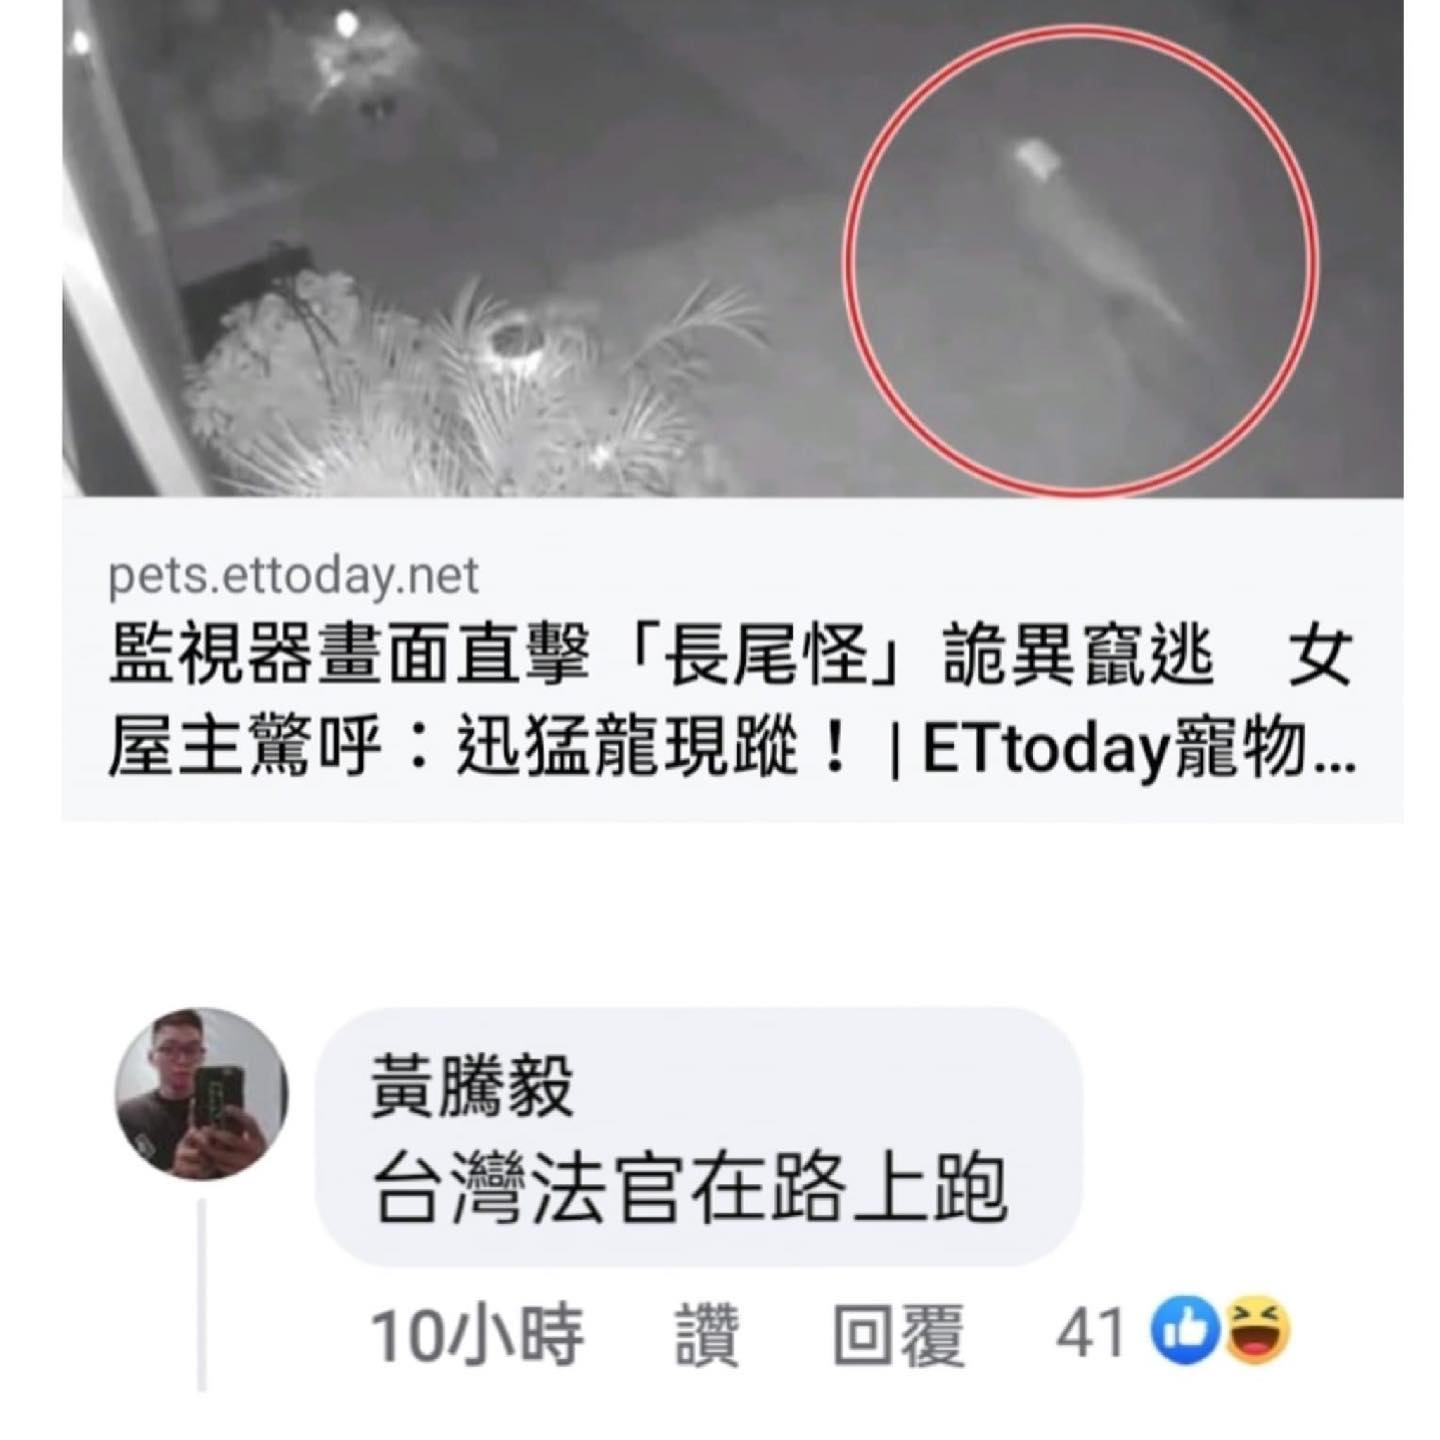 pets.ettoday.net
監視器畫面直擊「長尾怪」詭異竄逃　女
屋主驚呼：迅猛龍現蹤！ | ETtoday寵物...
黃騰毅
台灣法官在路上跑
10小時 讚 回覆 41